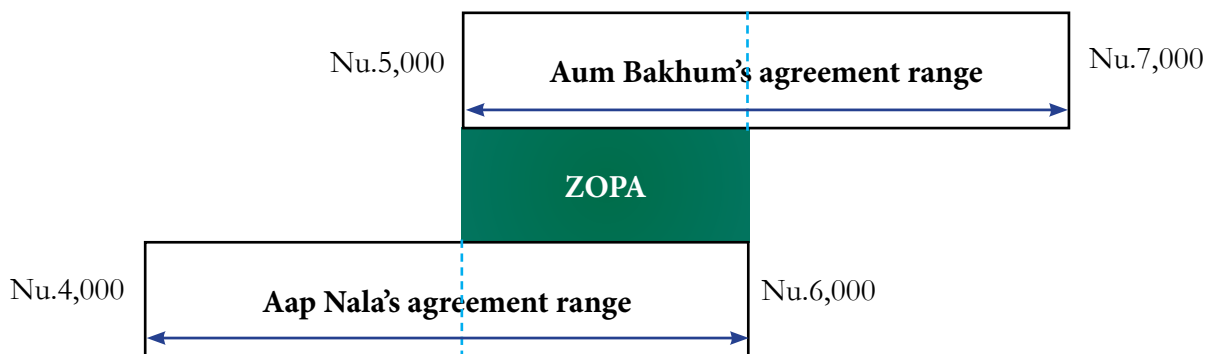 Nu.5,000
Aum Bakhum’s agreement range
Nu.7,000
ZOPA
Nu.4,000
Aap Nala’s agreement range
Nu.6,000